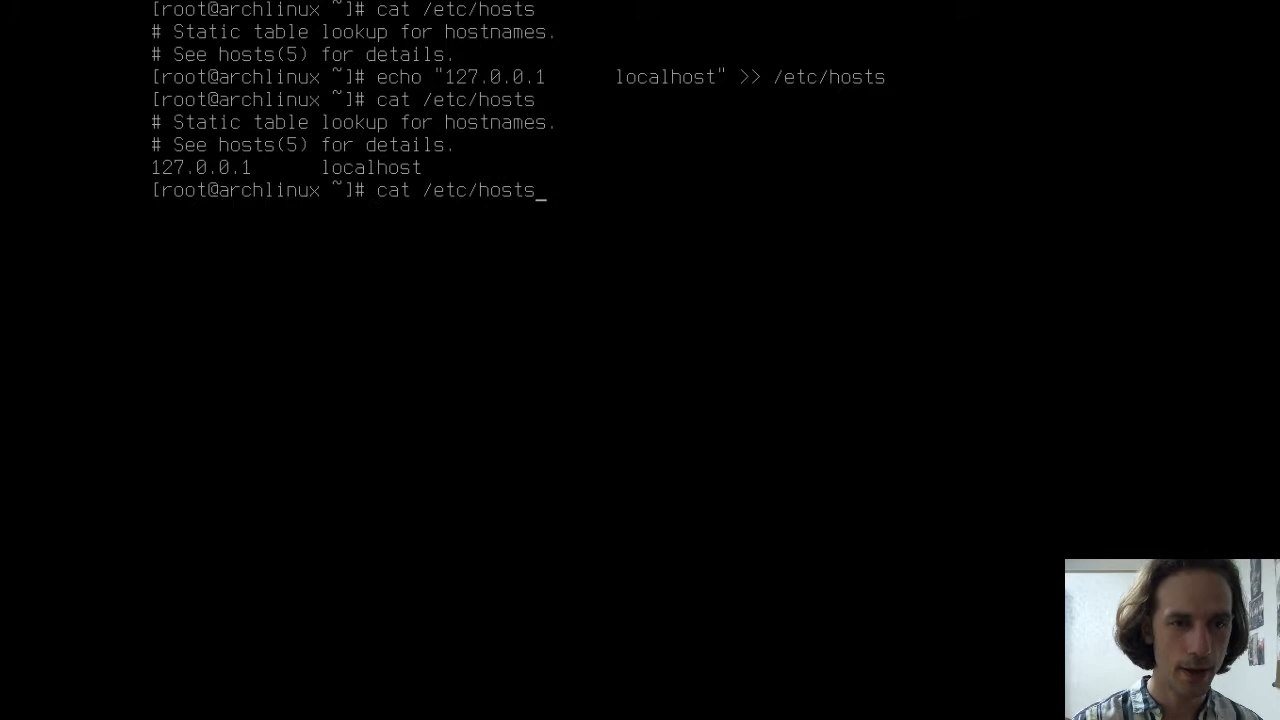 [root@archlinux ~]# cat /etc/hosts
# Static table lookup for hostnames.
# See hosts(5) for details.
[root@archlinux ~]# echo "127.0.0.1      localhost" >> /etc/hosts
[root@archlinux ~]# cat /etc/hosts
# Static table lookup for hostnames.
# See hosts(5) for details.
127.0.0.1      localhost
[root@archlinux ~]# cat /etc/hosts_